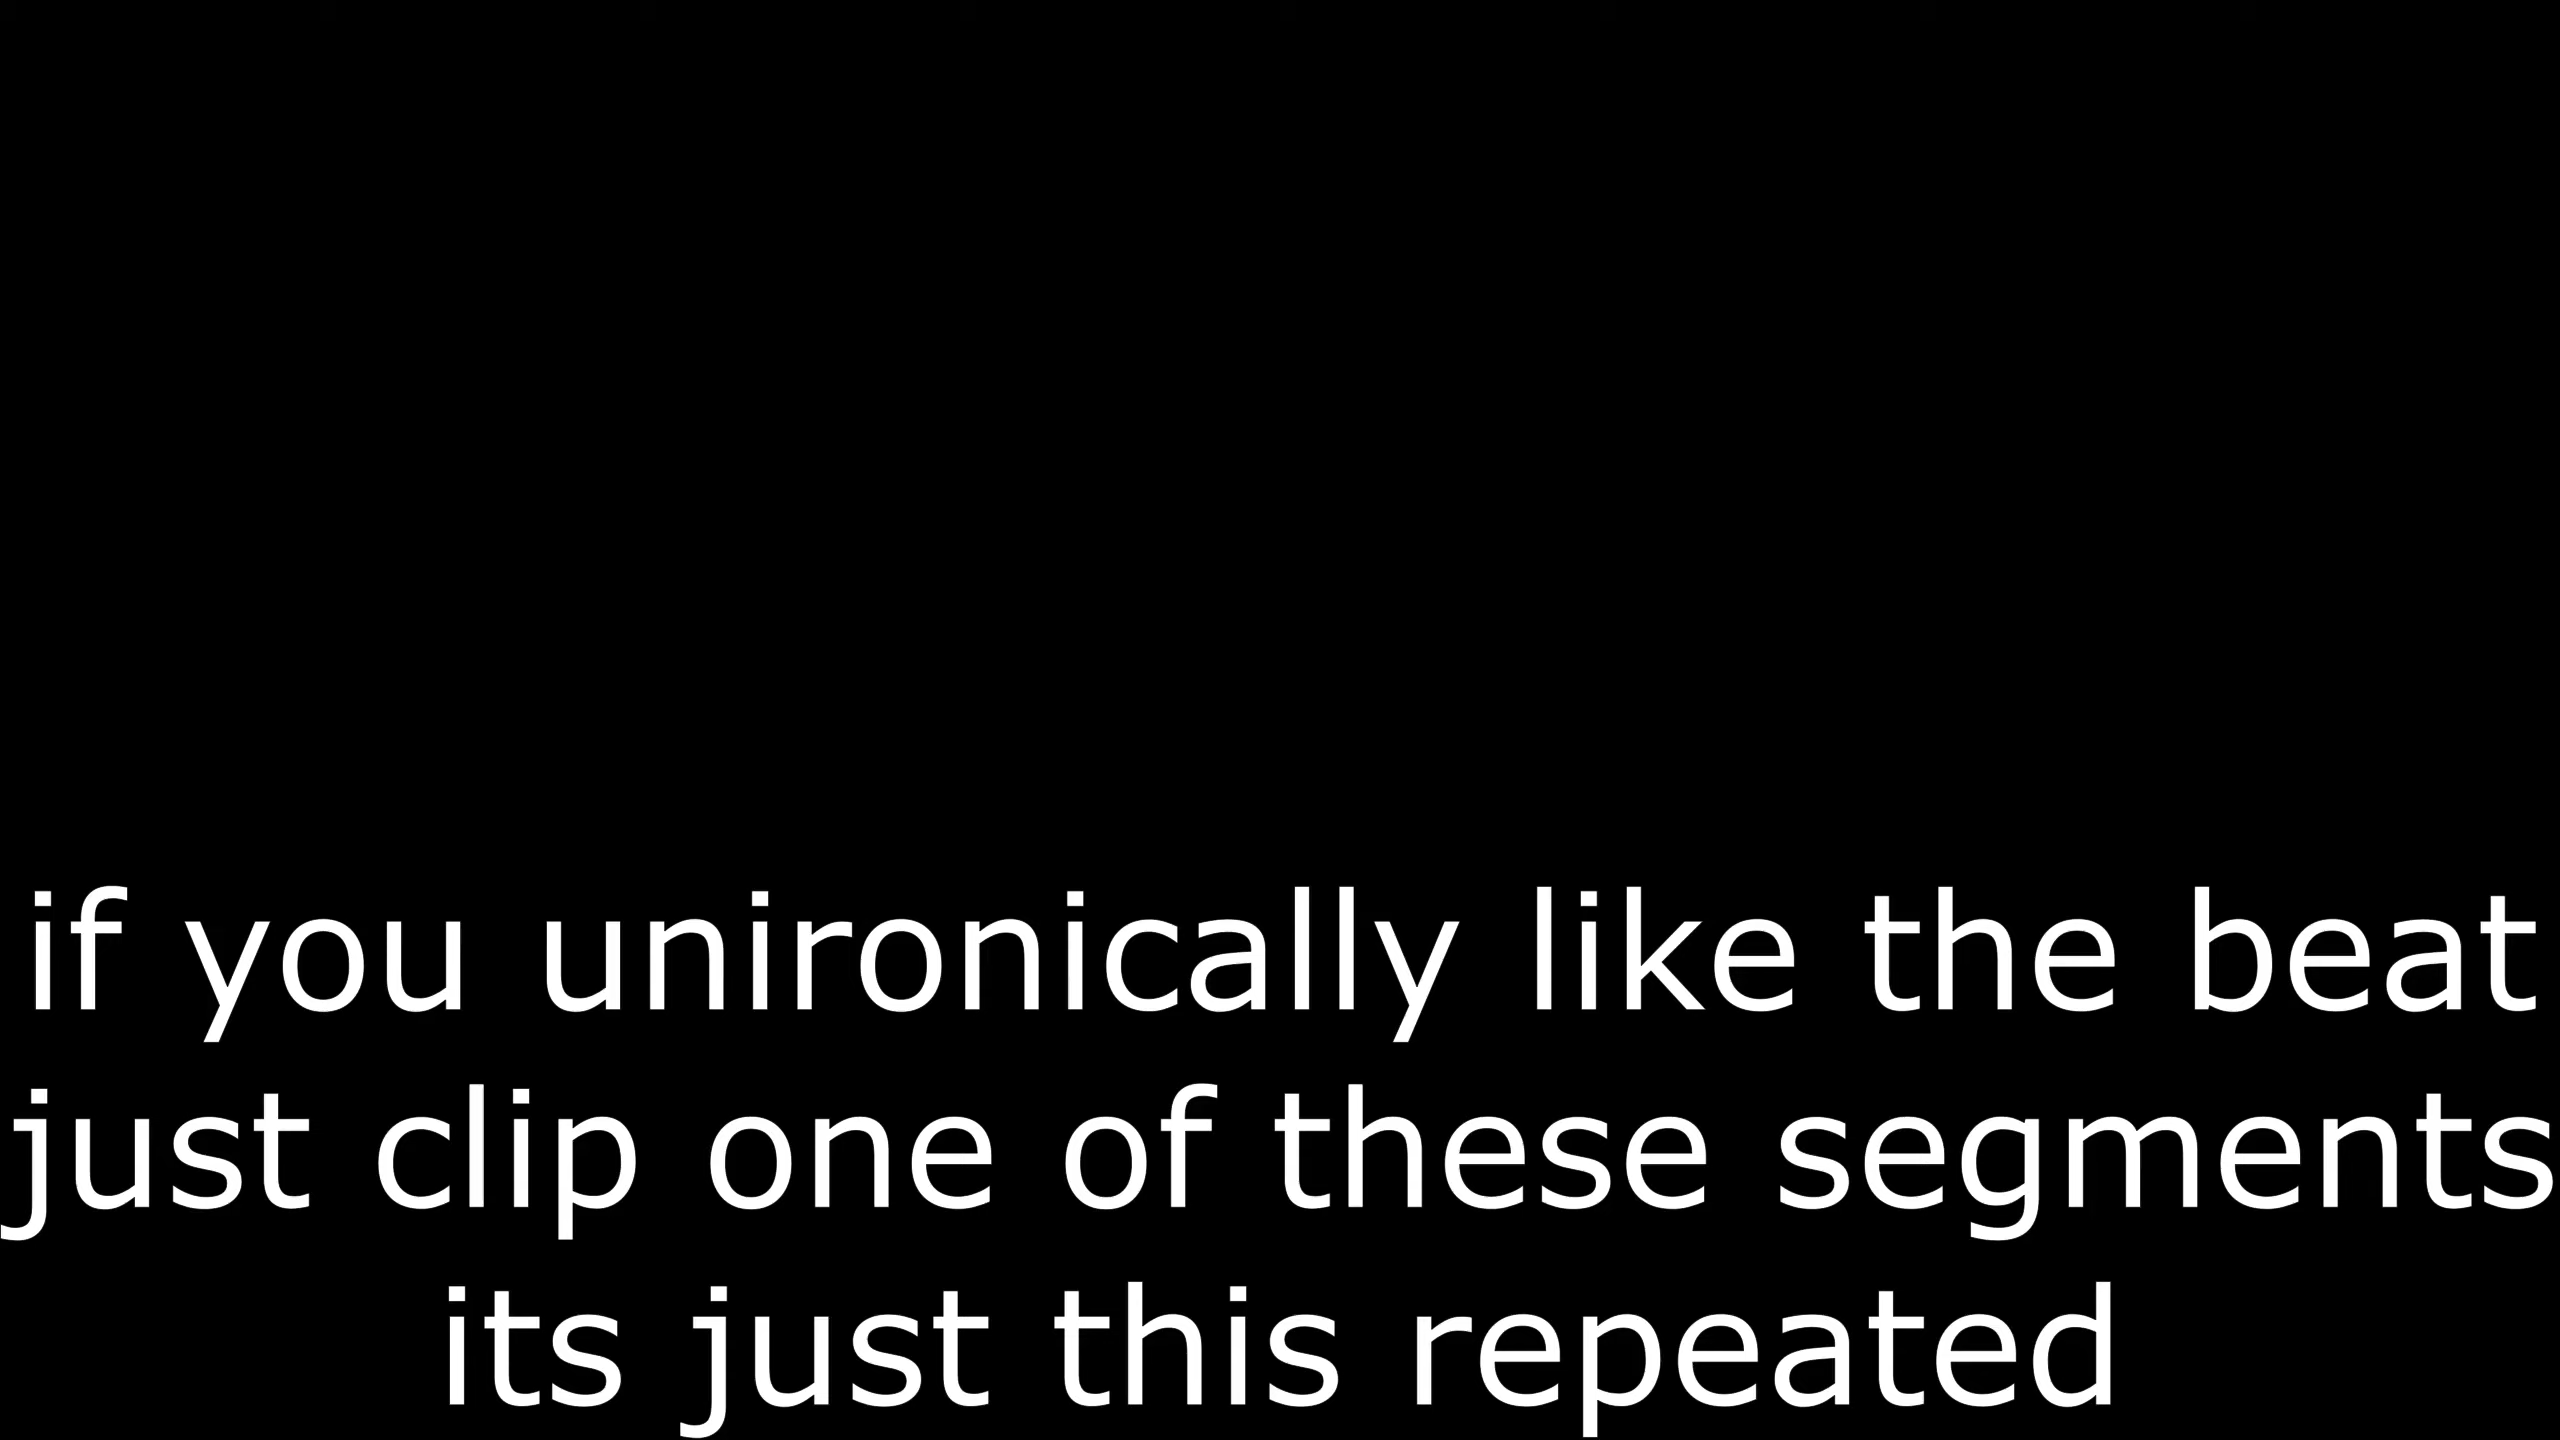 if you unironically like the beat
just clip one of these segments
its just this repeated